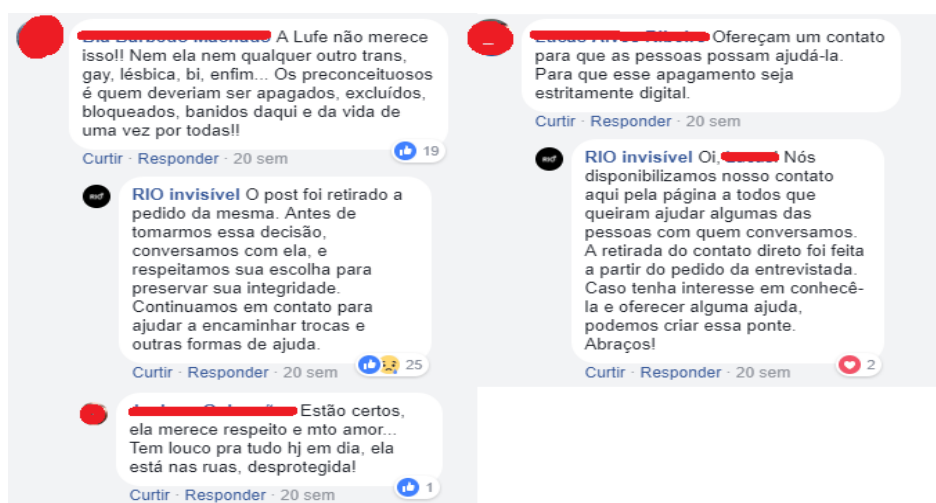 A Lufe não merece
isso!! Nem ela nem qualquer outro trans,
gay, lésbica, bi, enfim... Os preconceituosos
é quem deveriam ser apagados, excluídos,
bloqueados, banidos daqui e da vida de
uma vez por todas!!
19
Curtir · Responder · 20 sem
RIO invisível O post foi retirado a
pedido da mesma. Antes de
tomarmos essa decisão,
conversamos com ela, e
respeitamos sua escolha para
preservar sua integridade.
Continuamos em contato para
ajudar a encaminhar trocas e
outras formas de ajuda.
25
Curtir · Responder · 20 sem
Estão certos,
ela merece respeito e mto amor...
Tem louco pra tudo hj em dia, ela
está nas ruas, desprotegida!
1
Curtir · Responder · 20 sem
Ofereçam um contato
para que as pessoas possam ajudá-la.
Para que esse apagamento seja
estritamente digital.
Curtir · Responder · 20 sem
RIO invisível Oi, Nós
disponibilizamos nosso contato
aqui pela página a todos que
queiram ajudar algumas das
pessoas com quem conversamos.
A retirada do contato direto foi feita
a partir do pedido da entrevistada.
Caso tenha interesse em conhecê-
la e oferecer alguma ajuda,
podemos criar essa ponte.
Abraços!
2
Curtir · Responder · 20 sem